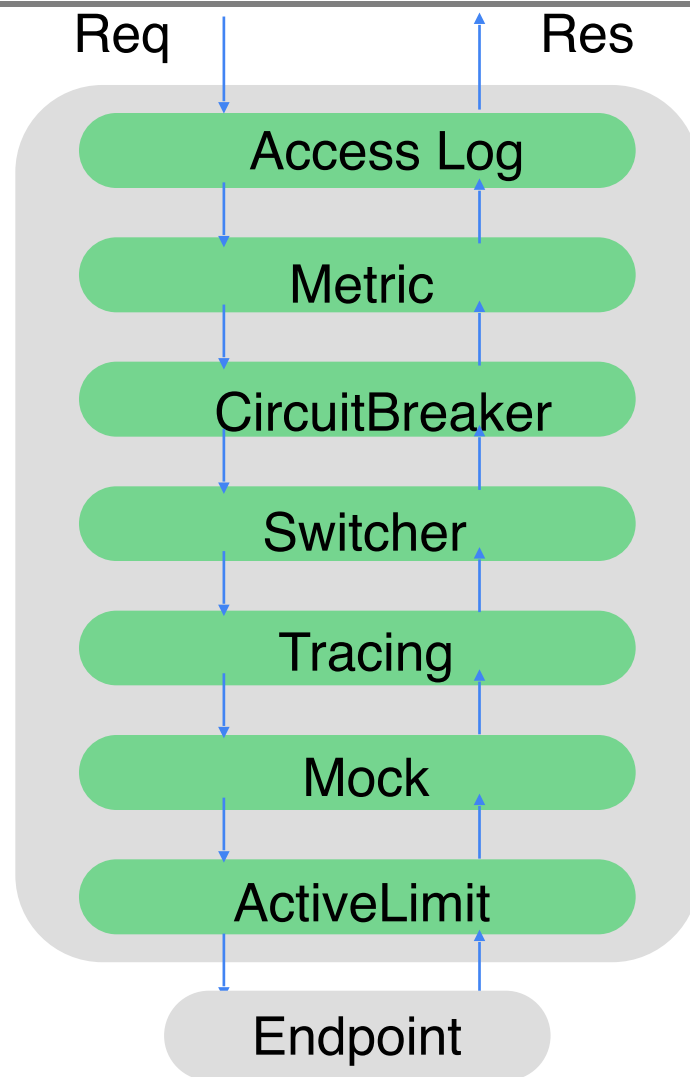 Req
Res
Access Log
Metric
CircuitBreaker
Switcher
Tracing
Mock
ActiveLimit
Endpoint